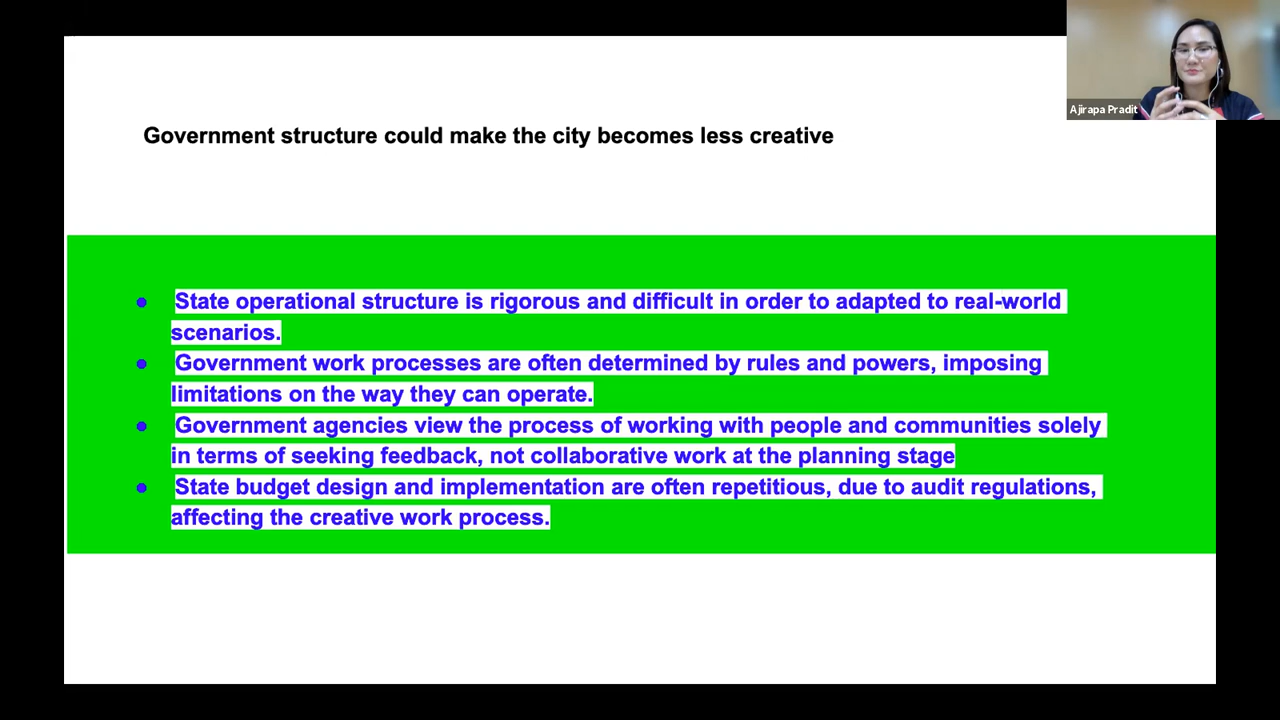 Ajirapa Pradit
Government structure could make the city becomes less creative
● State operational structure is rigorous and difficult in order to adapted to real-world
scenarios.
● Government work processes are often determined by rules and powers, imposing
limitations on the way they can operate.
● Government agencies view the process of working with people and communities solely
in terms of seeking feedback, not collaborative work at the planning stage
● State budget design and implementation are often repetitious, due to audit regulations,
affecting the creative work process.